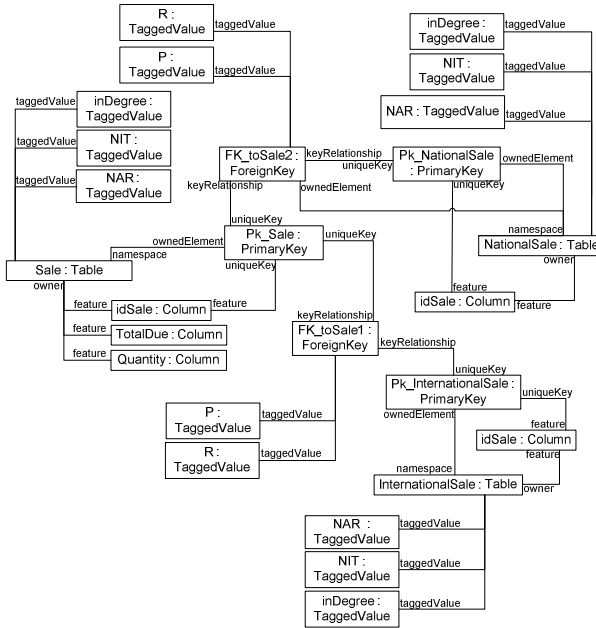 R :
TaggedValue
taggedValue
P :
TaggedValue
taggedValue
inDegree :
TaggedValue
taggedValue
NIT :
TaggedValue
taggedValue
NAR : TaggedValue
taggedValue
taggedValue
inDegree :
TaggedValue
taggedValue
NIT :
TaggedValue
taggedValue
NAR :
TaggedValue
FK_toSale2 :
ForeignKey
keyRelationship
uniqueKey
Pk_NationalSale
: PrimaryKey
ownedElement
keyRelationship
ownedElement
uniqueKey
uniqueKey
Pk_Sale :
PrimaryKey
uniqueKey
ownedElement
namespace
uniqueKey
namespace
NationalSale : Table
owner
Sale : Table
owner
feature
idSale : Column
feature
feature
idSale : Column
feature
feature
TotalDue : Column
feature
Quantity : Column
keyRelationship
FK_toSale1 :
ForeignKey
keyRelationship
uniqueKey
Pk_InternationalSale :
PrimaryKey
uniqueKey
ownedElement
P :
TaggedValue
taggedValue
R :
TaggedValue
taggedValue
feature
idSale : Column
feature
namespace
InternationalSale : Table
owner
NAR :
TaggedValue
taggedValue
NIT :
TaggedValue
taggedValue
inDegree :
TaggedValue
taggedValue